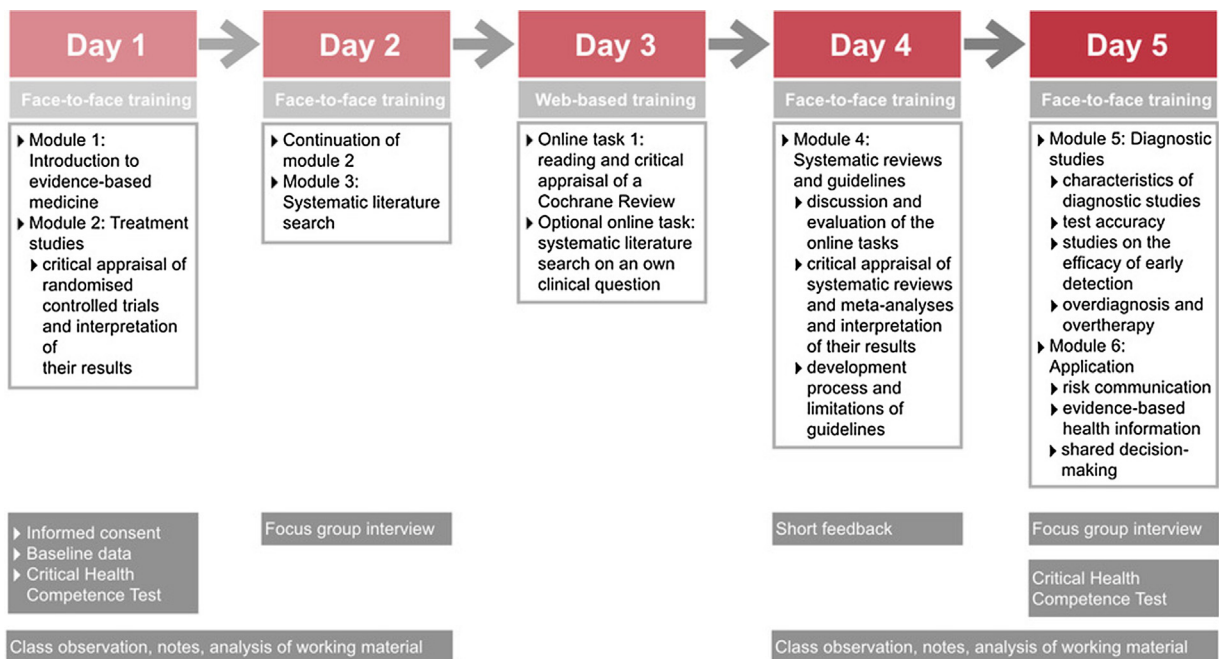 Day 1
Face-to-face training
Module 1:
Introduction to
evidence-based
medicine
Module 2: Treatment
studies
critical appraisal of
randomised
controlled trials
and interpretation
of
their results
Informed consent
Baseline data
Critical Health
Competence Test
Day 2
Face-to-face training
Continuation of
module 2
Module 3:
Systematic literature
search
Focus group interview
Class observation, notes, analysis of working material
Day 3
Web-based training
Online task 1:
reading and critical
appraisal of a
Cochrane Review
Optional online task:
systematic literature
search on an own
clinical question
Day 4
Face-to-face training
Module 4:
Systematic reviews
and guidelines
discussion and
evaluation of the
online tasks
critical appraisal of
systematic reviews
and meta-analyses
and interpretation
of their results
development
process and
limitations of
guidelines
Short feedback
Day 5
Face-to-face training
Module 5: Diagnostic
studies
characteristics of
diagnostic studies
test accuracy
studies on the
efficacy of early
detection
overdiagnosis and
overtherapy
Module 6:
Application
risk communication
evidence-based
health information
shared decision-
making
Focus group interview
Critical Health
Competence Test
Class observation, notes, analysis of working material